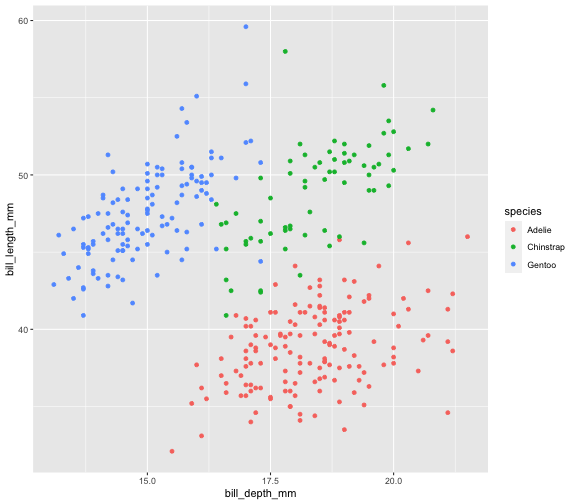 60
50
40
bill_length_mm
15.0
17.5
20.0
bill_depth_mm
species
Adelie
Chinstrap
Gentoo